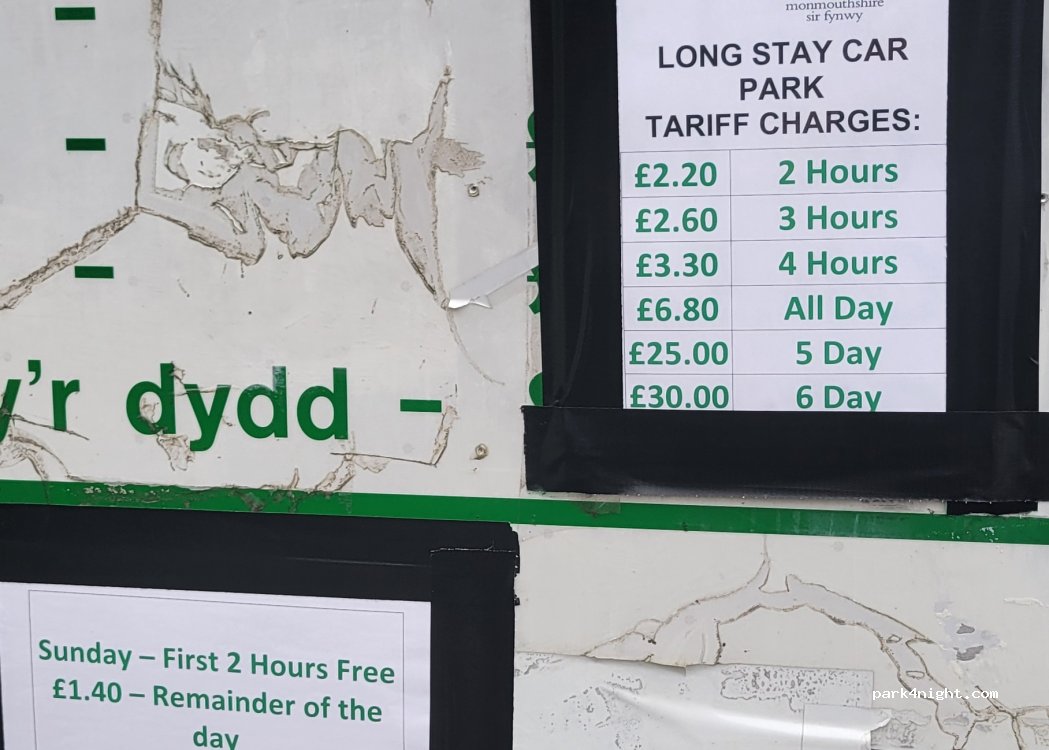 monmouthshire
sir fynwy
LONG STAY CAR
PARK
TARIFF CHARGES:
£2.20 2 Hours
£2.60 3 Hours
£3.30 4 Hours
£6.80 All Day
£25.00 5 Day
£30.00 6 Day
y'r dydd –
Sunday – First 2 Hours Free
£1.40 – Remainder of the
day
park4night.com